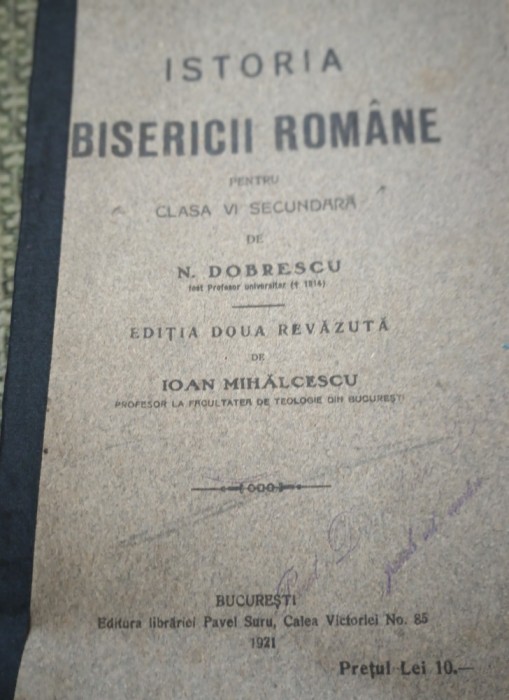 ISTORIA
BISERICII ROMÂNE
PENTRU
CLASA VI SECUNDARĂ
DE
N. DOBRESCU
fost Profesor universitar († 1914)
EDIȚIA DOUA REVĂZUTĂ
DE
IOAN MIHĂLCESCU
PROFESOR LA FACULTATEA DE TEOLOGIE DIN BUCUREȘTI
BUCUREȘTI
Editura librăriei Pavel Suru, Calea Victoriei No. 85
1921
Prețul Lei 10.—